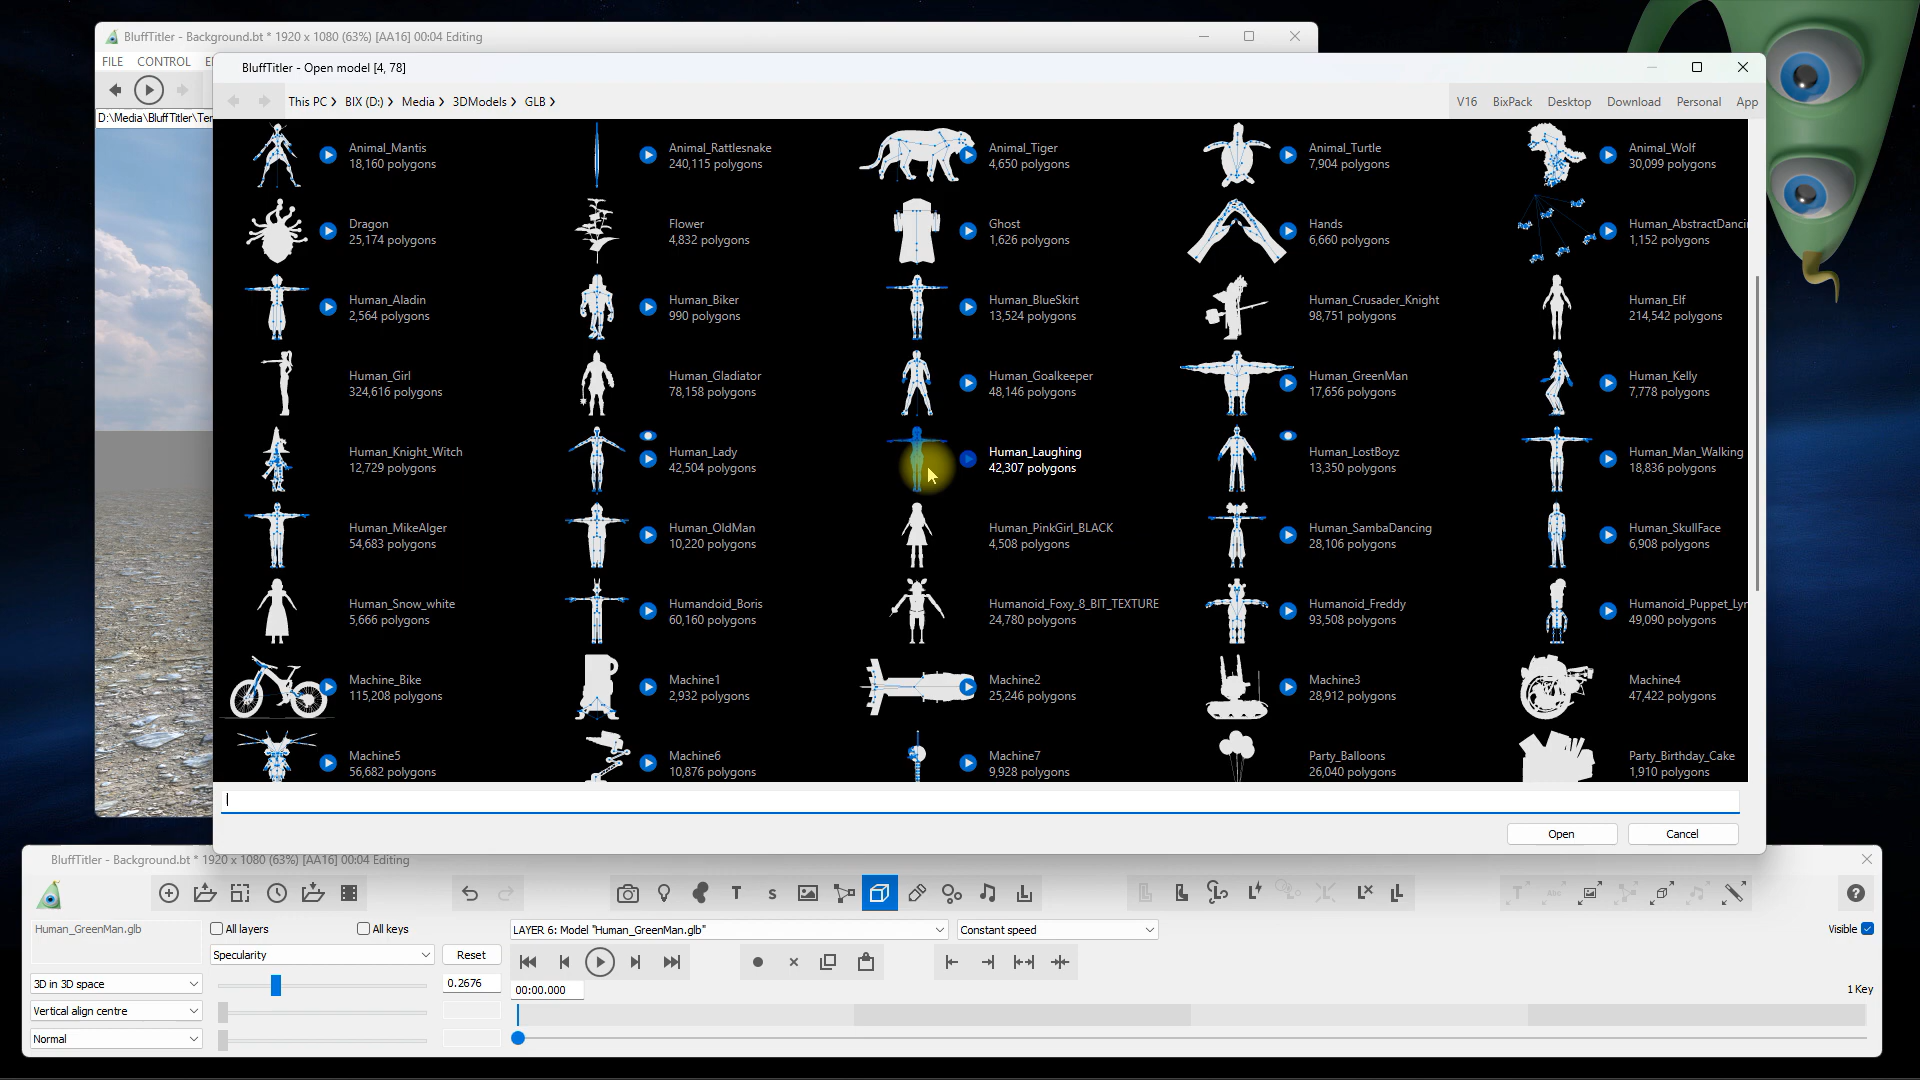 BluffTitler - Background.bt * 1920 x 1080 (63%) [AA16] 00:04 Editing
FILE CONTROL
BluffTitler - Open model [4, 78]
This PC BIX (D:) Media 3DModels GLB
V16 BixPack Desktop Download Personal App
D:\Media\BluffTitler\Ter
Animal_Mantis
18,160 polygons
Animal_Rattlesnake
240,115 polygons
Animal_Tiger
4,650 polygons
Animal_Turtle
7,904 polygons
Animal_Wolf
30,099 polygons
Dragon
25,174 polygons
Flower
4,832 polygons
Ghost
1,626 polygons
Hands
6,660 polygons
Human_AbstractDanci
1,152 polygons
Human_Aladin
2,564 polygons
Human_Biker
990 polygons
Human_BlueSkirt
13,524 polygons
Human_Crusader_Knight
98,751 polygons
Human_Elf
214,542 polygons
Human_Girl
324,616 polygons
Human_Gladiator
78,158 polygons
Human_Goalkeeper
48,146 polygons
Human_GreenMan
17,656 polygons
Human_Kelly
7,778 polygons
Human_Knight_Witch
12,729 polygons
Human_Lady
42,504 polygons
Human_Laughing
42,307 polygons
Human_LostBoyz
13,350 polygons
Human_Man_Walking
18,836 polygons
Human_MikeAlger
54,683 polygons
Human_OldMan
10,220 polygons
Human_PinkGirl_BLACK
4,508 polygons
Human_SambaDancing
28,106 polygons
Human_SkullFace
6,908 polygons
Human_Snow_white
5,666 polygons
Humandoid_Boris
60,160 polygons
Humanoid_Foxy_8_BIT_TEXTURE
24,780 polygons
Humanoid_Freddy
93,508 polygons
Humanoid_Puppet_Lyr
49,090 polygons
Machine_Bike
115,208 polygons
Machine1
2,932 polygons
Machine2
25,246 polygons
Machine3
28,912 polygons
Machine4
47,422 polygons
Machine5
56,682 polygons
Machine6
10,876 polygons
Machine7
9,928 polygons
Party_Balloons
26,040 polygons
Party_Birthday_Cake
1,910 polygons
Open Cancel
BluffTitler - Background.bt * 1920 x 1080 (63%) [AA16] 00:04 Editing
T S
Human_GreenMan.glb
All layers All keys
LAYER 6: Model "Human_GreenMan.glb"
Constant speed
Visible
Specularity
Reset
3D in 3D space
0.2676
00:00.000
1 Key
Vertical align centre
Normal